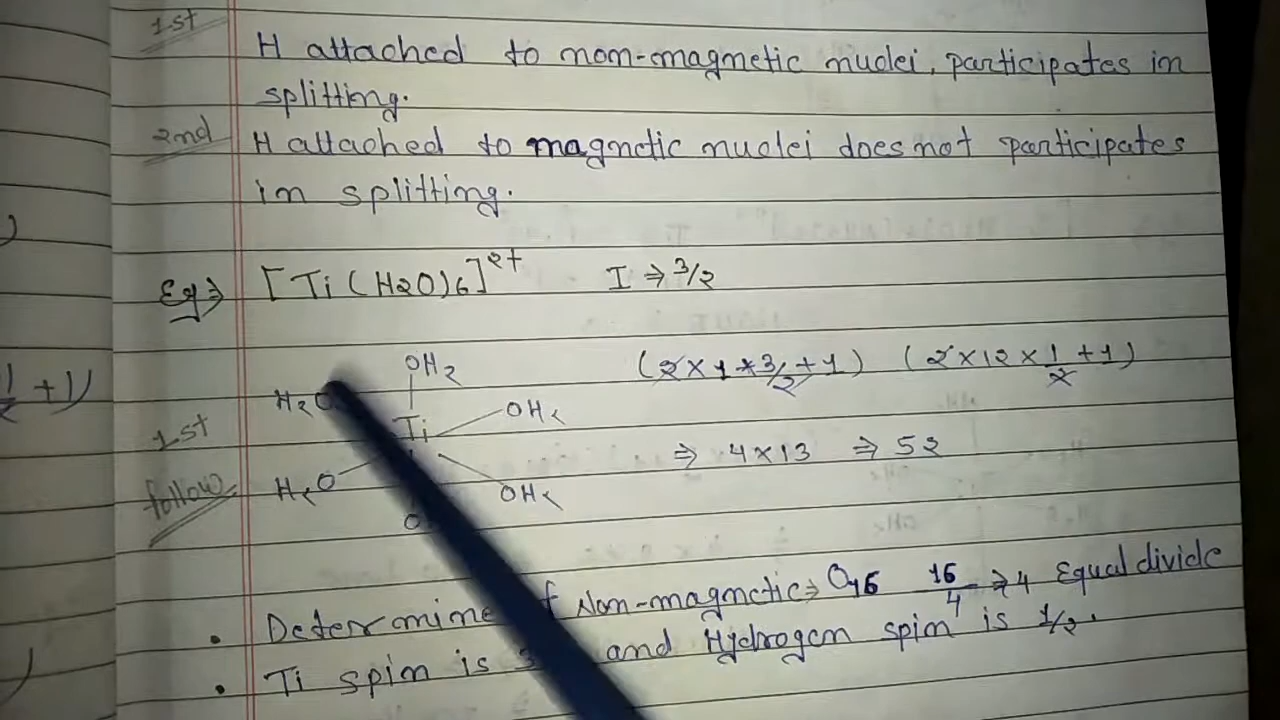 1st
H attached to non-magnetic nuclei, participates in
splitting.
2nd H attached to magnetic nuclei does not participates
in splitting.
Eg⇒ [Ti(H2O)6]2+ I ⇒ 3/2
+ 1)
OH2 (2×1×3/2+1) (2×12×1/2+1)
H2O
Ti OH2
1st ⇒ 4×13 ⇒ 52
follow H2O OH2
• Determine Non-magnetic⇒ O16 16/4 ⇒ 4 Equal divide
• Ti spin is and Hydrogen spin is 1/2.